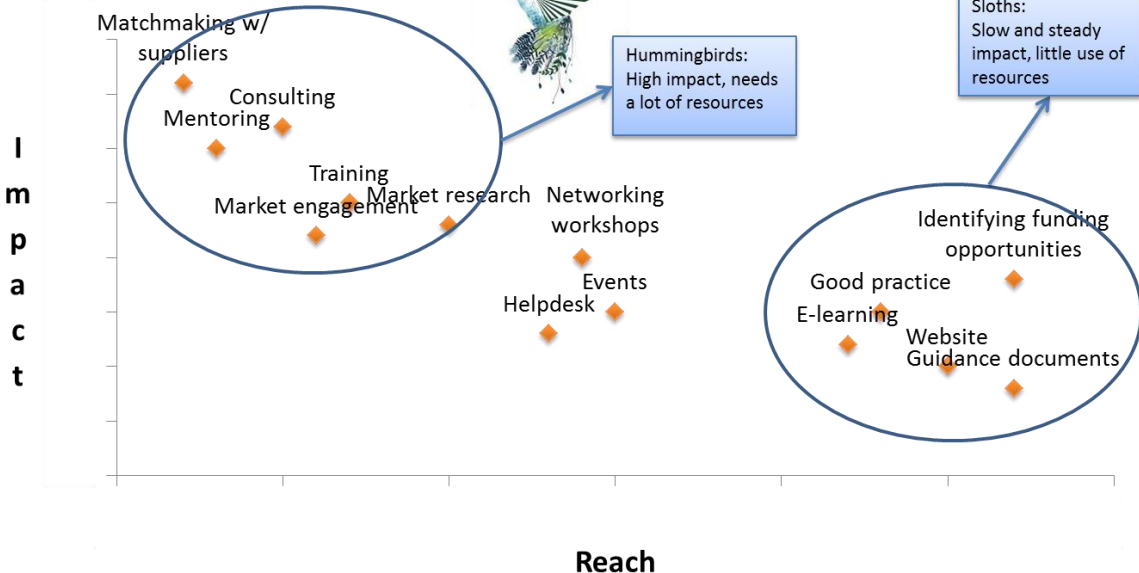 Matchmaking w/
suppliers
Consulting
Mentoring
Training
Market research
Market engagement
Hummingbirds:
High impact, needs
a lot of resources
Sloths:
Slow and steady
impact, little use of
resources
Networking
workshops
Events
Helpdesk
Identifying funding
opportunities
Good practice
E-learning
Website
Guidance documents
Impact
Reach